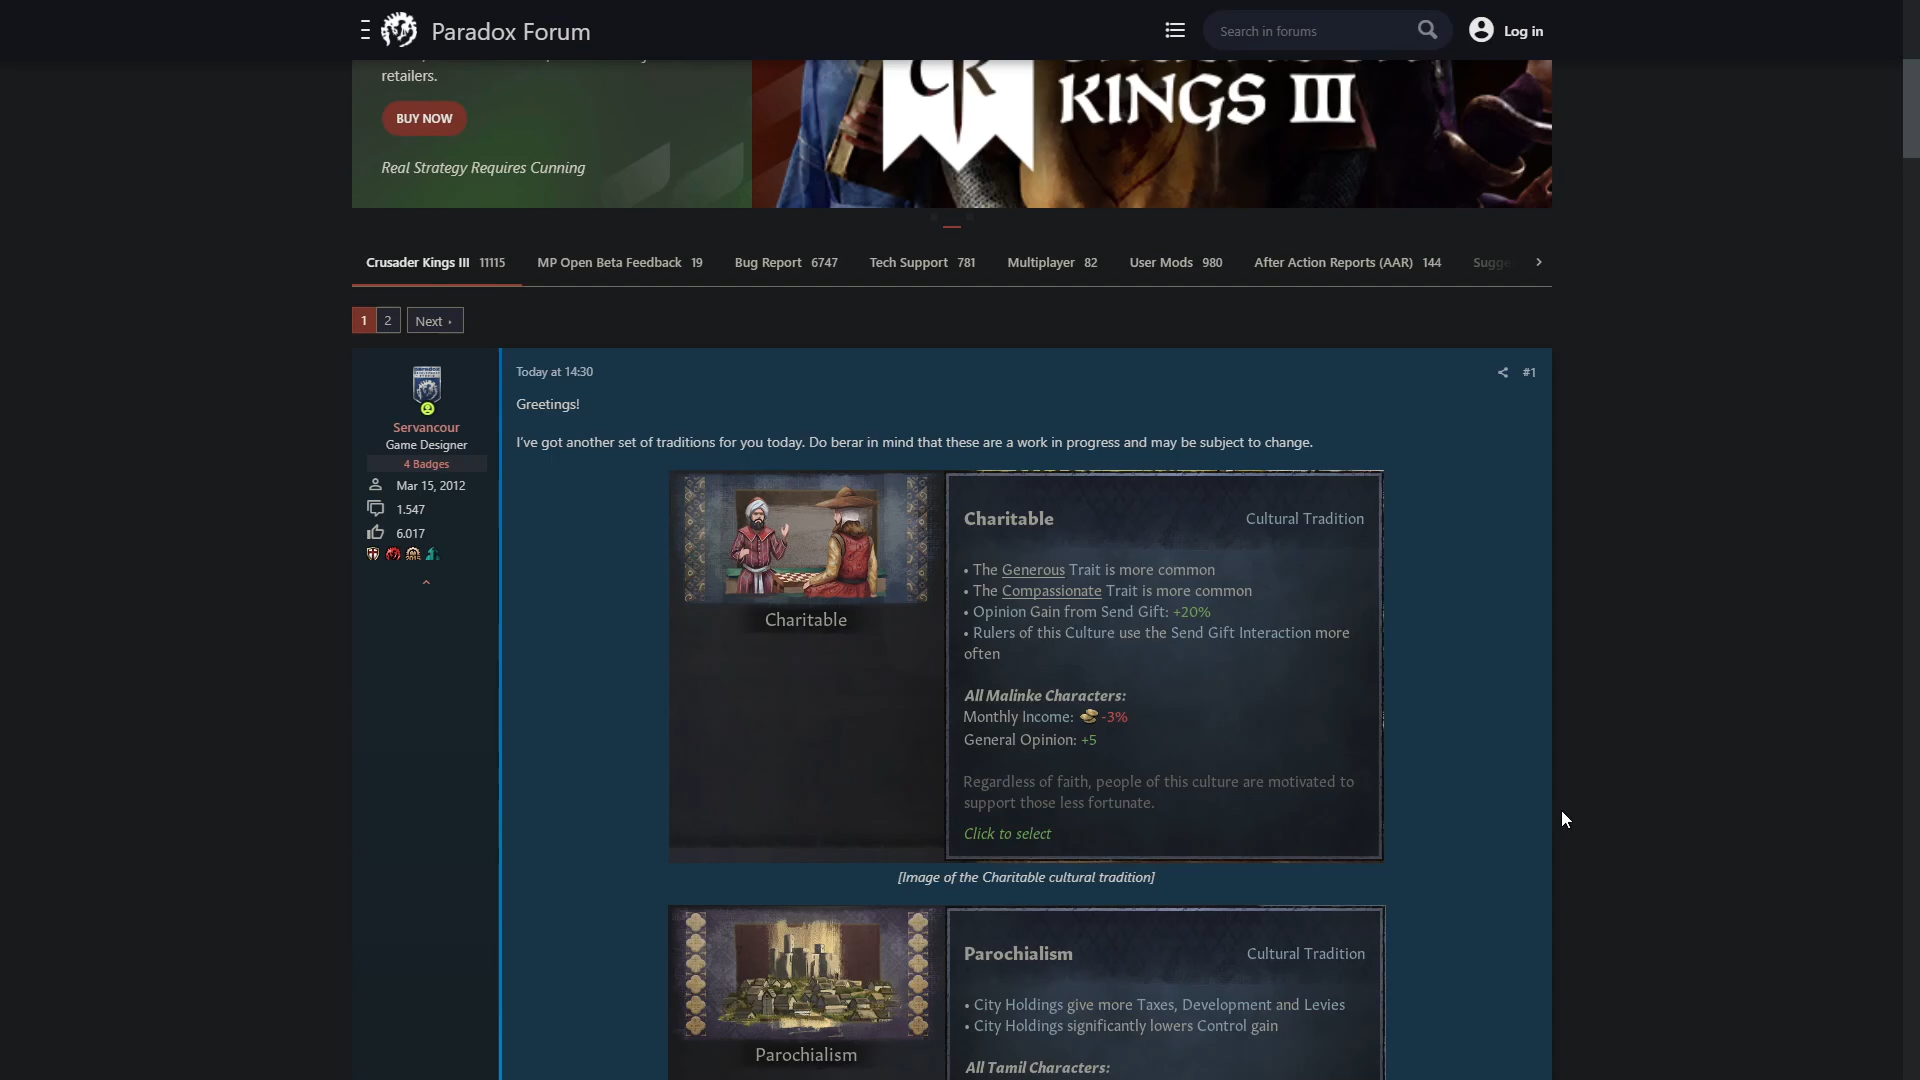 Paradox Forum
Search in forums
Log in
retailers.
BUY NOW
Real Strategy Requires Cunning
CR
KINGS III
Crusader Kings III 11115 MP Open Beta Feedback 19 Bug Report 6747 Tech Support 781 Multiplayer 82 User Mods 980 After Action Reports (AAR) 144
1 2 Next
Servancour
Game Designer
4 Badges
Mar 15, 2012
1.547
6.017
Today at 14:30
#1
Greetings!
I've got another set of traditions for you today. Do berar in mind that these are a work in progress and may be subject to change.
Charitable
Charitable Cultural Tradition
• The Generous Trait is more common
• The Compassionate Trait is more common
• Opinion Gain from Send Gift: +20%
• Rulers of this Culture use the Send Gift Interaction more
often
All Malinke Characters:
Monthly Income: -3%
General Opinion: +5
Regardless of faith, people of this culture are motivated to
support those less fortunate.
Click to select
[Image of the Charitable cultural tradition]
Parochialism
Parochialism Cultural Tradition
• City Holdings give more Taxes, Development and Levies
• City Holdings significantly lowers Control gain
All Tamil Characters: